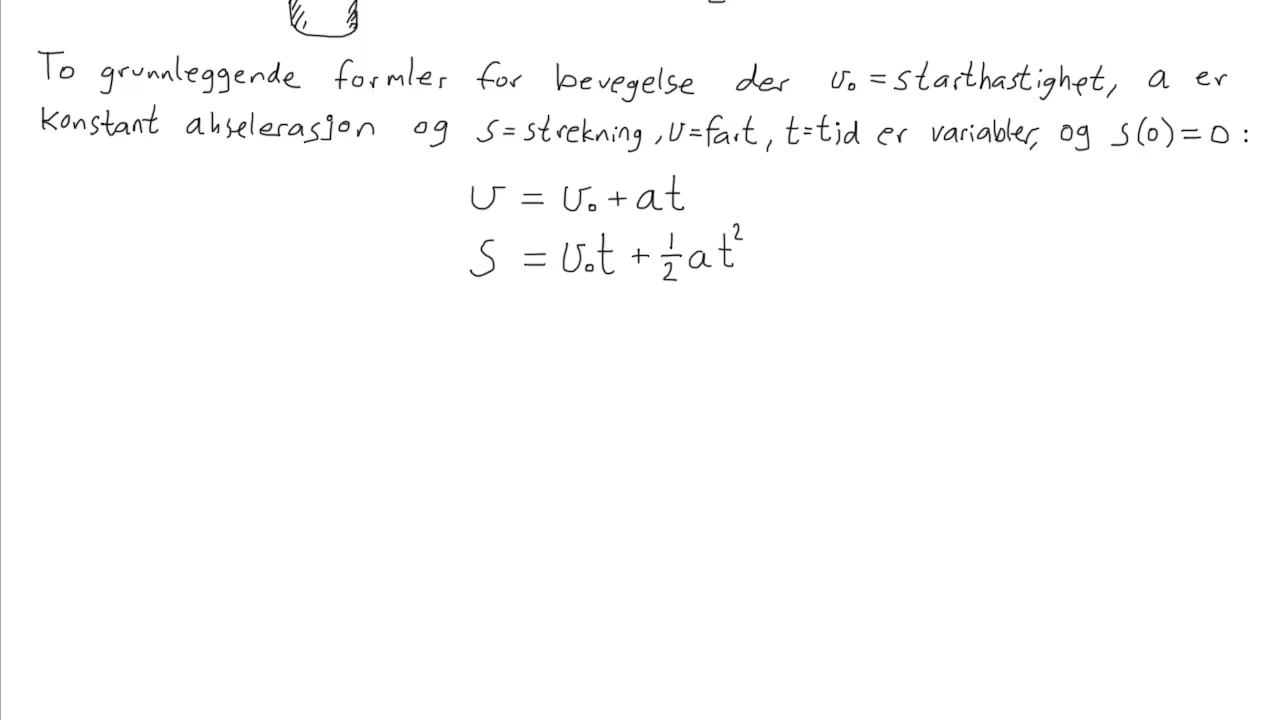 To grunnleggende formler for bevegelse der v₀ = starthastighet, a er
konstant akselerasjon og s = strekning, v = fart, t = tid er variabler, og s(0) = 0 :
v = v₀ + at
s = v₀t + ½at²